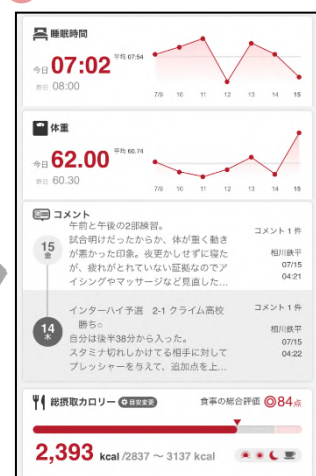 睡眠時間
今日 07:02 平均 07:54
昨日 08:00
7/9 10 11 12 13 14 15
体重
今日 62.00 平均 60.74
昨日 60.30
7/9 10 11 12 13 14 15
コメント
15
金
午前と午後の2部練習。
試合明けだったからか、体が重く動き
が悪かった印象。夜更かしせずに寝た
が、疲れがとれていない証拠なのでア
イシングやマッサージなど見直した...
コメント 1 件
相川鉄平
07/15
04:21
14
木
インターハイ予選 2-1 クライム高校
勝ち○
自分は後半38分から入った。
スタミナ切れしかけてる相手に対して
プレッシャーを与えて、追加点を上...
コメント 1 件
相川鉄平
07/15
04:22
総摂取カロリー 目安変更 食事の総合評価 ◎84点
2,393 kcal /2837 〜 3137 kcal